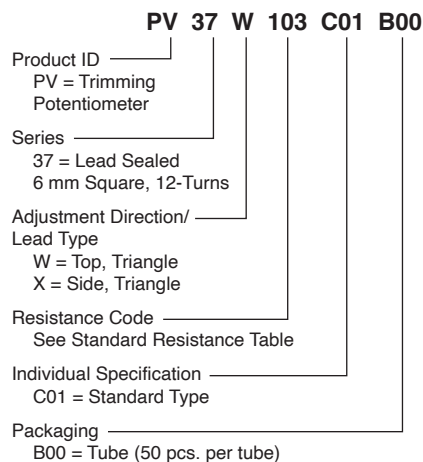 PV 37 W 103 C01 B00
Product ID
PV = Trimming
Potentiometer
Series
37 = Lead Sealed
6 mm Square, 12-Turns
Adjustment Direction/
Lead Type
W = Top, Triangle
X = Side, Triangle
Resistance Code
See Standard Resistance Table
Individual Specification
C01 = Standard Type
Packaging
B00 = Tube (50 pcs. per tube)